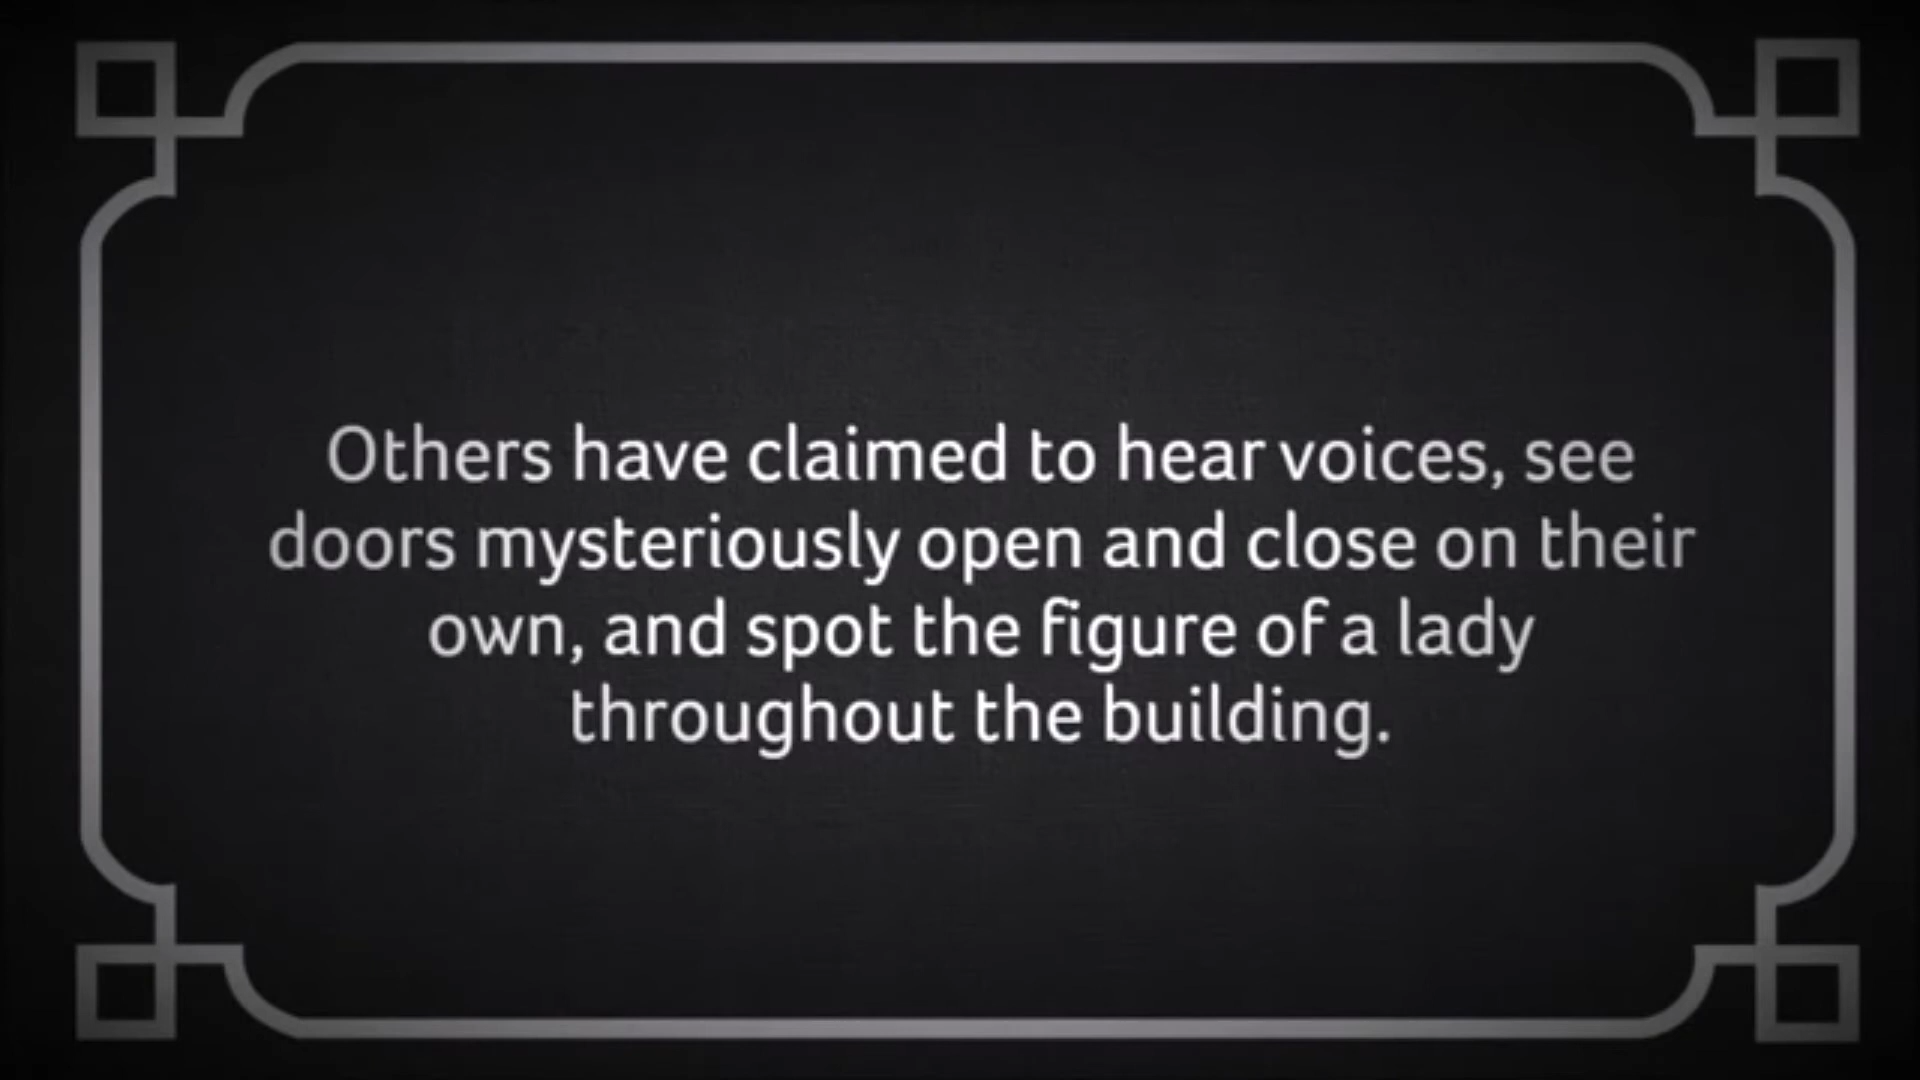 Others have claimed to hear voices, see
doors mysteriously open and close on their
own, and spot the figure of a lady
throughout the building.